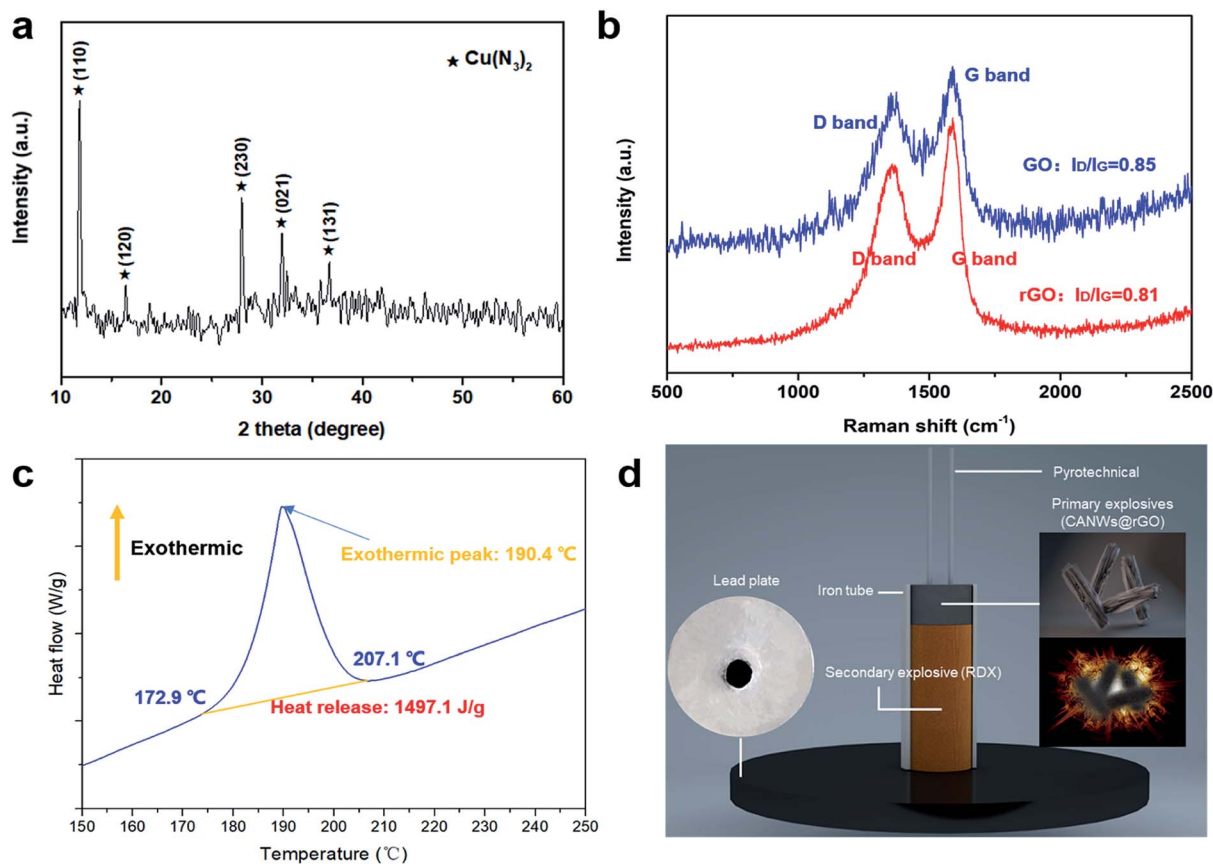 a
★ Cu(N₃)₂
★ (110)
★ (120)
★ (230)
★ (021)
★ (131)
Intensity (a.u.)
10 20 30 40 50 60
2 theta (degree)
b
G band
D band
GO: ID/IG=0.85
D band
G band
rGO: ID/IG=0.81
Intensity (a.u.)
500 1000 1500 2000 2500
Raman shift (cm⁻¹)
c
Exothermic
Exothermic peak: 190.4 ℃
207.1 ℃
172.9 ℃
Heat release: 1497.1 J/g
Heat flow (W/g)
150 160 170 180 190 200 210 220 230 240 250
Temperature (℃)
d
Pyrotechnical
Primary explosives
(CANWs@rGO)
Lead plate
Iron tube
Secondary explosive (RDX)